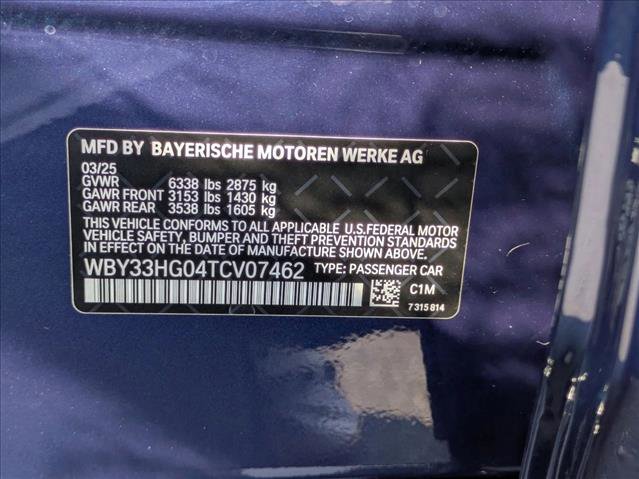 MFD BY BAYERISCHE MOTOREN WERKE AG
03/25
GVWR 6338 lbs 2875 kg
GAWR FRONT 3153 lbs 1430 kg
GAWR REAR 3538 lbs 1605 kg
THIS VEHICLE CONFORMS TO ALL APPLICABLE U.S.FEDERAL MOTOR
VEHICLE SAFETY, BUMPER AND THEFT PREVENTION STANDARDS
IN EFFECT ON THE DATE OF MANUFACTURE SHOWN ABOVE.
WBY33HG04TCV07462 TYPE: PASSENGER CAR
C1M
7 315 814